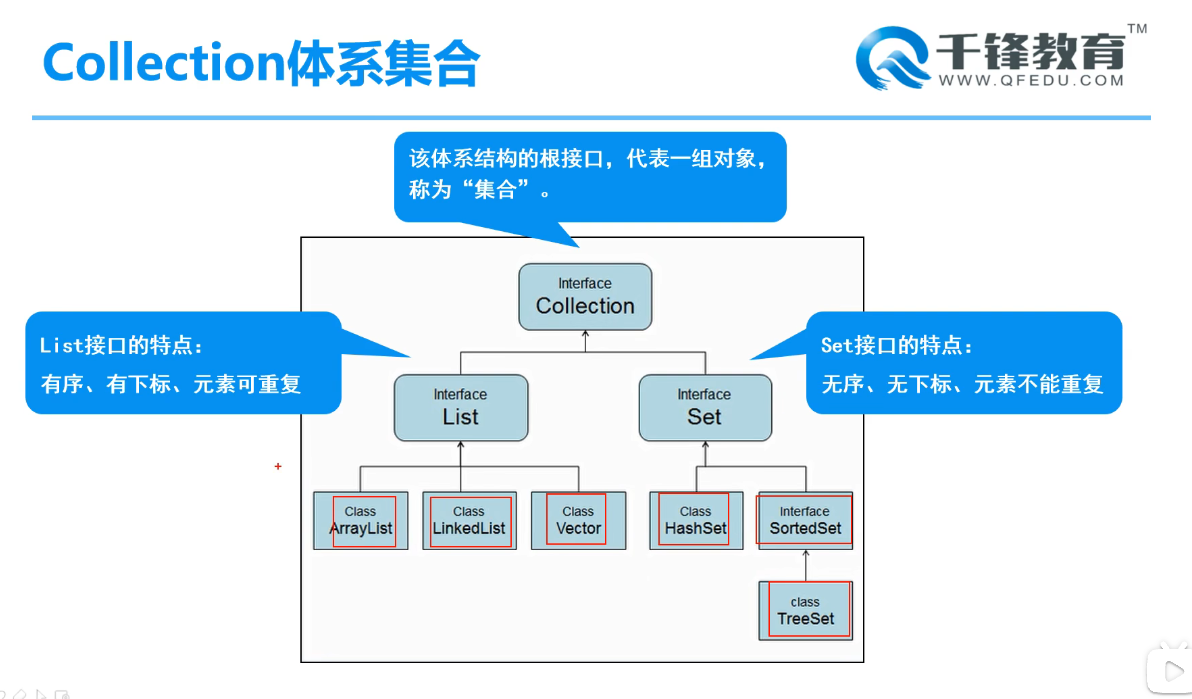 Collection体系集合
千锋教育TM
WWW.QFEDU.COM
该体系结构的根接口，代表一组对象，
称为“集合”。
Interface
Collection
List接口的特点：
有序、有下标、元素可重复
Set接口的特点：
无序、无下标、元素不能重复
Interface
List
Interface
Set
Class
ArrayList
Class
LinkedList
Class
Vector
Class
HashSet
Interface
SortedSet
class
TreeSet